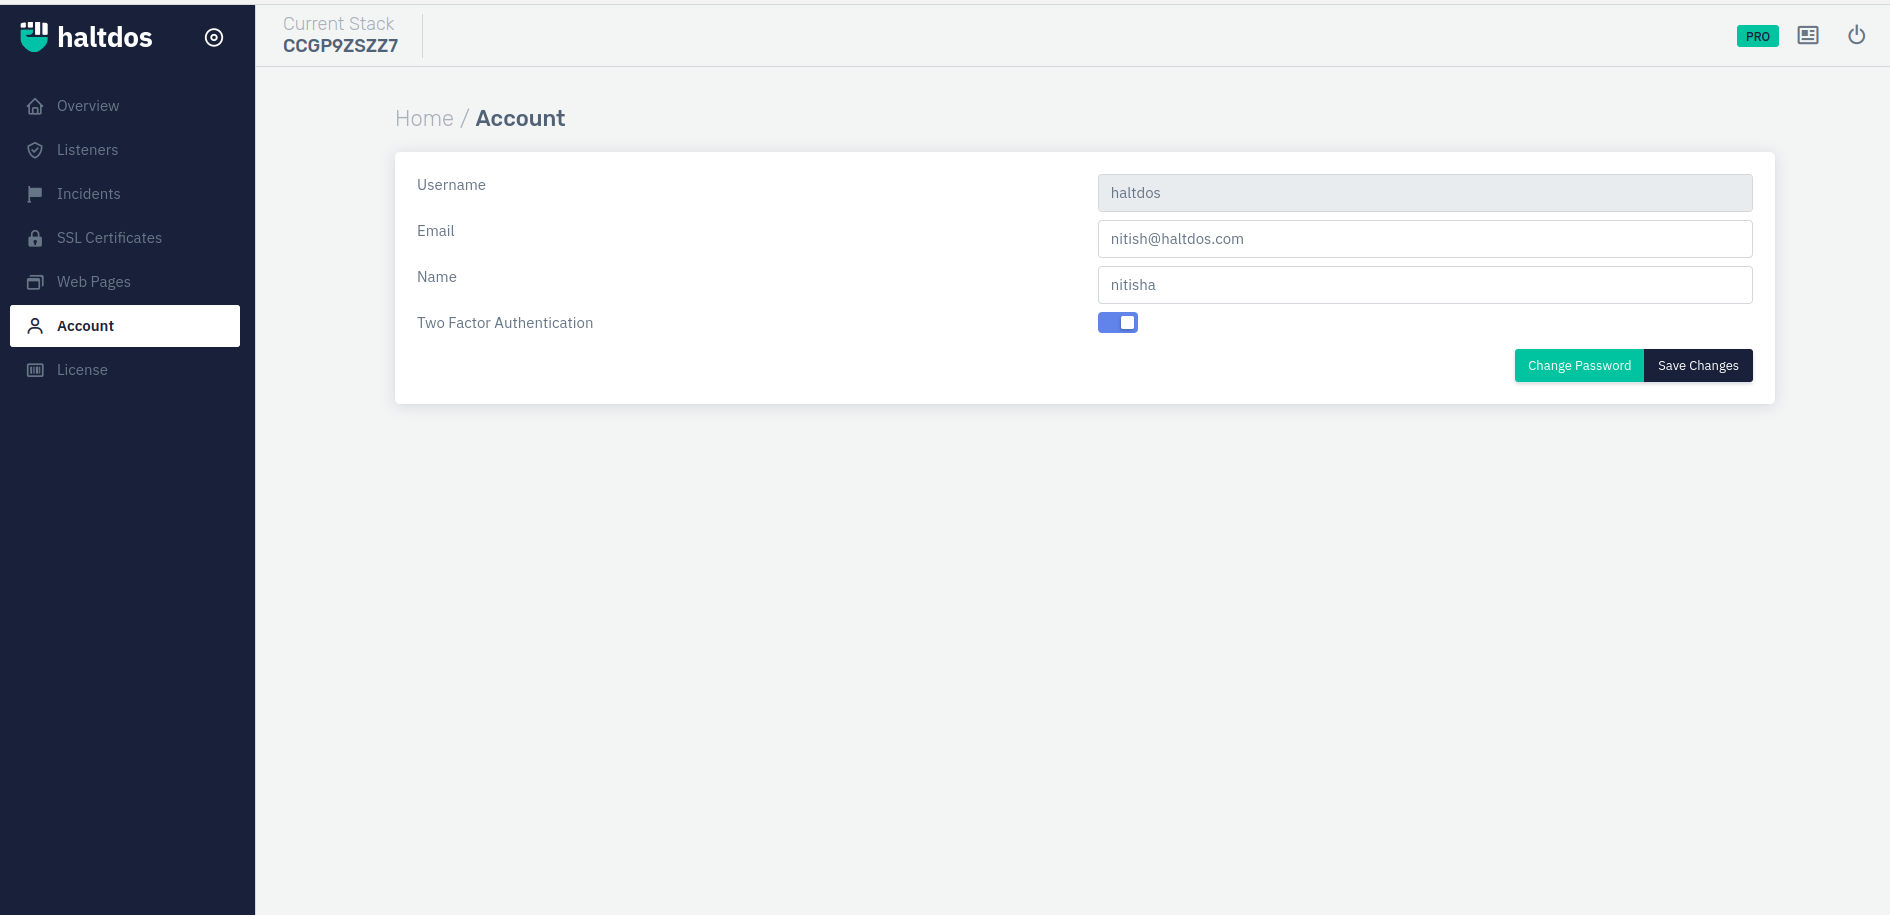 haltdos
Current Stack
CCGP9ZSZZ7
PRO
Overview
Listeners
Incidents
SSL Certificates
Web Pages
Account
License
Home / Account
Username
haltdos
Email
nitish@haltdos.com
Name
nitisha
Two Factor Authentication
Change Password Save Changes